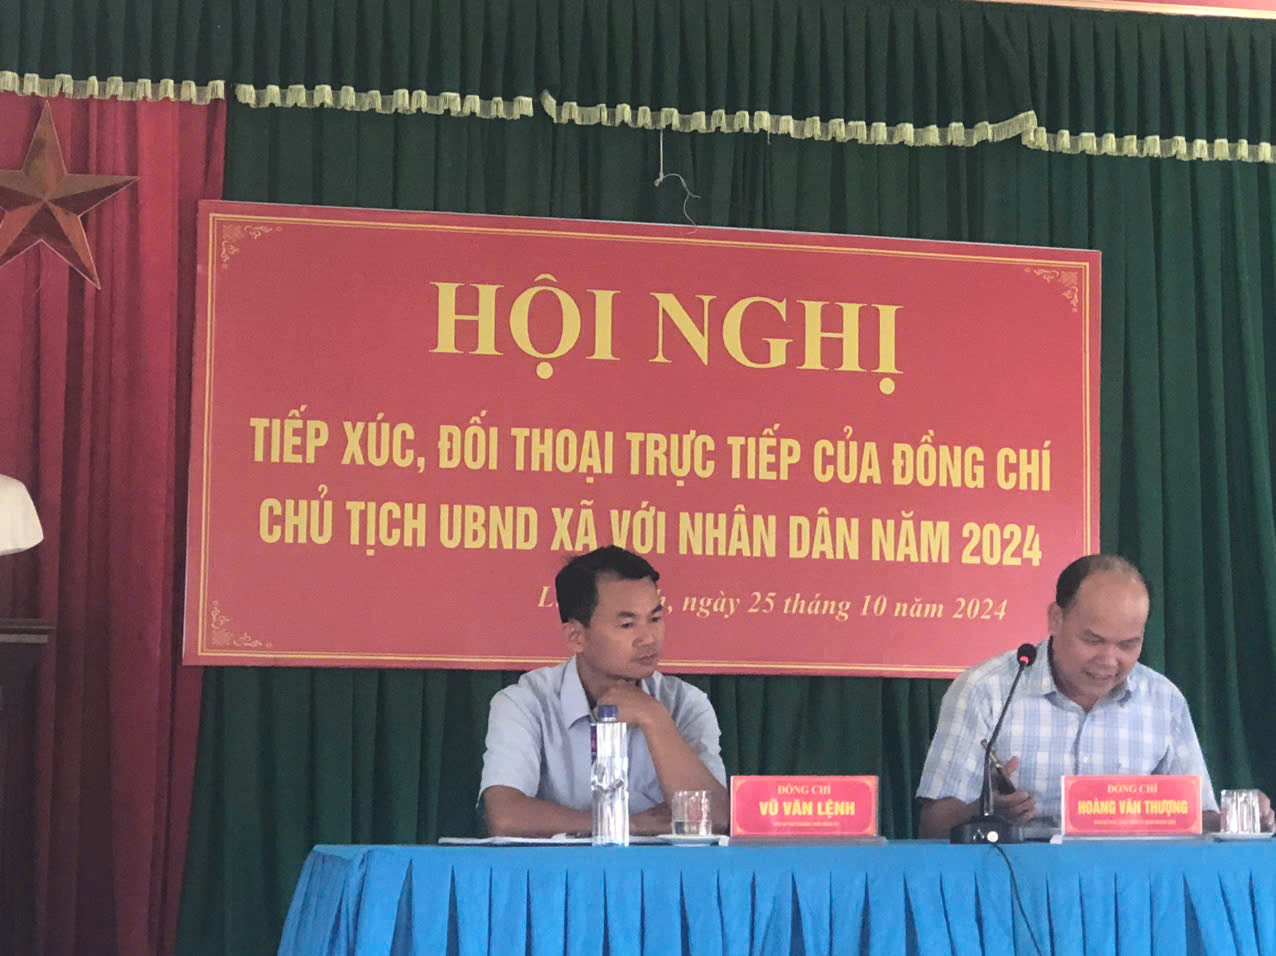 HỘI NGHỊ
TIẾP XÚC, ĐỐI THOẠI TRỰC TIẾP CỦA ĐỒNG CHÍ
CHỦ TỊCH UBND XÃ VỚI NHÂN DÂN NĂM 2024
, ngày 25 tháng 10 năm 2024
ĐỒNG CHÍ
VŨ VĂN LỆNH
ĐỒNG CHÍ
HOÀNG VĂN THƯỢNG